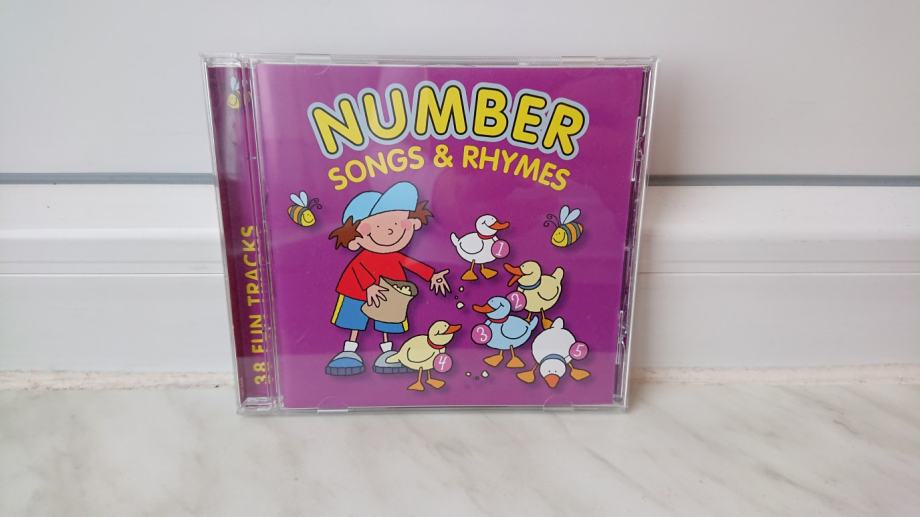 NUMBER
SONGS & RHYMES
38 FUN TRACKS
1
2
3
4
5